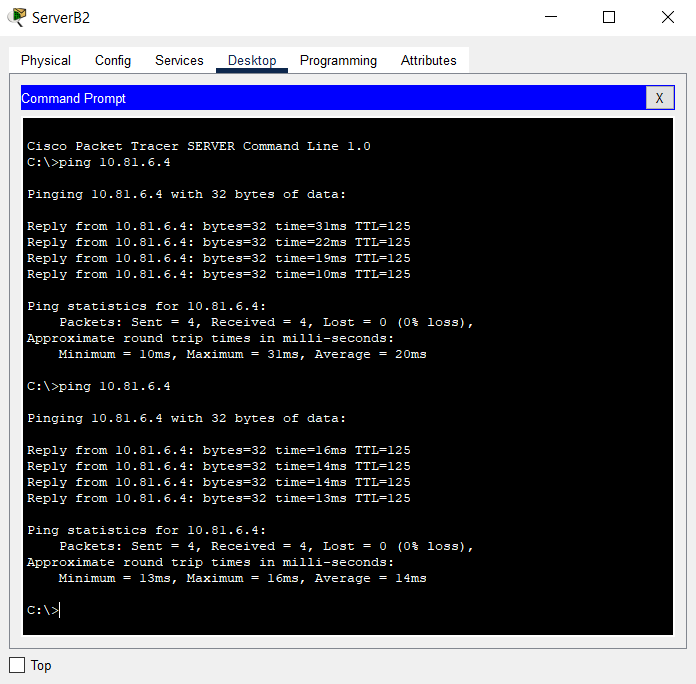 ServerB2
Physical Config Services Desktop Programming Attributes
Command Prompt X
Cisco Packet Tracer SERVER Command Line 1.0
C:\>ping 10.81.6.4
Pinging 10.81.6.4 with 32 bytes of data:
Reply from 10.81.6.4: bytes=32 time=31ms TTL=125
Reply from 10.81.6.4: bytes=32 time=22ms TTL=125
Reply from 10.81.6.4: bytes=32 time=19ms TTL=125
Reply from 10.81.6.4: bytes=32 time=10ms TTL=125
Ping statistics for 10.81.6.4:
    Packets: Sent = 4, Received = 4, Lost = 0 (0% loss),
Approximate round trip times in milli-seconds:
    Minimum = 10ms, Maximum = 31ms, Average = 20ms
C:\>ping 10.81.6.4
Pinging 10.81.6.4 with 32 bytes of data:
Reply from 10.81.6.4: bytes=32 time=16ms TTL=125
Reply from 10.81.6.4: bytes=32 time=14ms TTL=125
Reply from 10.81.6.4: bytes=32 time=14ms TTL=125
Reply from 10.81.6.4: bytes=32 time=13ms TTL=125
Ping statistics for 10.81.6.4:
    Packets: Sent = 4, Received = 4, Lost = 0 (0% loss),
Approximate round trip times in milli-seconds:
    Minimum = 13ms, Maximum = 16ms, Average = 14ms
C:\>
Top